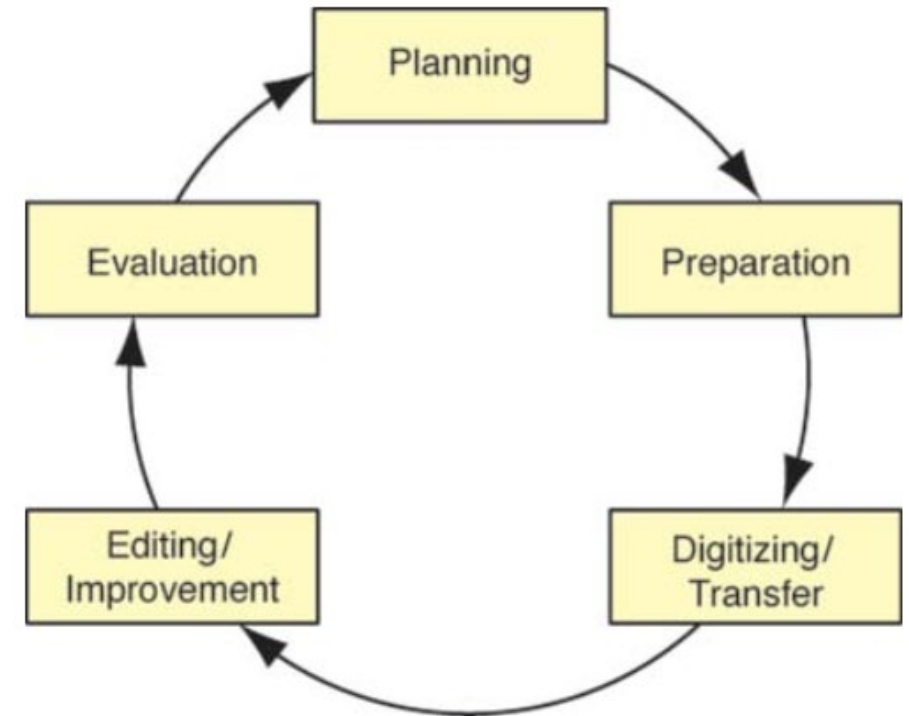 Planning
Preparation
Digitizing/
Transfer
Editing/
Improvement
Evaluation